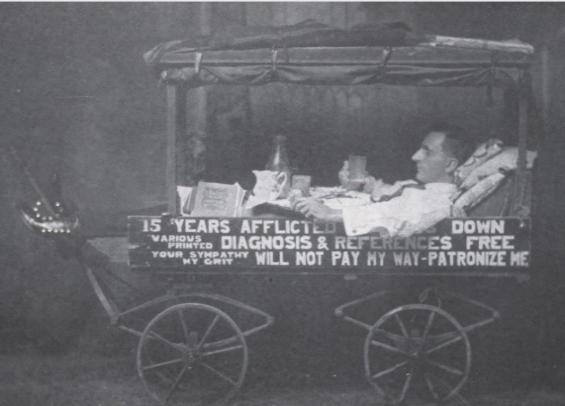 15 YEARS AFFLICTED DOWN
VARIOUS PRINTED DIAGNOSIS & REFERENCES FREE
YOUR SYMPATHY MY GRIT WILL NOT PAY MY WAY-PATRONIZE ME